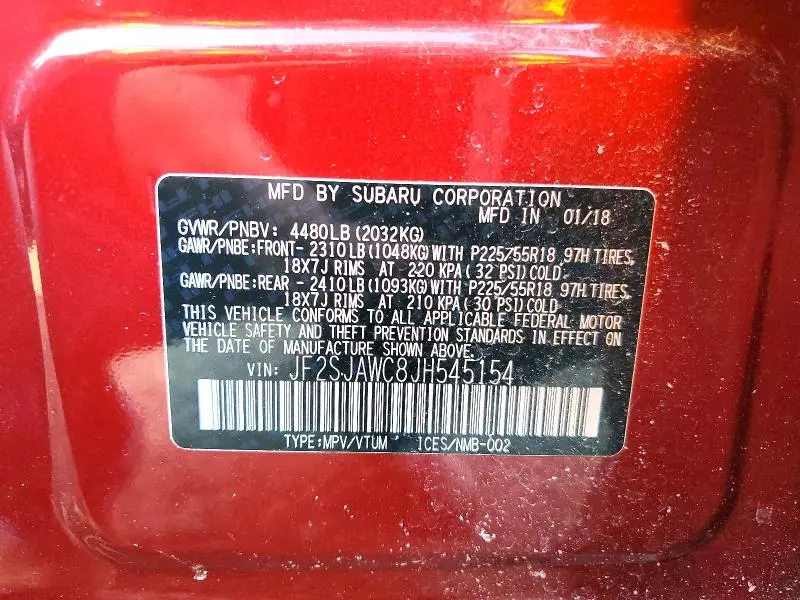 MFD BY SUBARU CORPORATION
MFD IN 01/18
GVWR/PNBV: 4480LB(2032KG)
GAWR/PNBE:FRONT- 2310LB(1048KG)WITH P225/55R18 97H TIRES,
18X7J RIMS AT 220 KPA( 32 PSI)COLD.
GAWR/PNBE:REAR - 2410LB(1093KG)WITH P225/55R18 97H TIRES,
18X7J RIMS AT 210 KPA( 30 PSI)COLD.
THIS VEHICLE CONFORMS TO ALL APPLICABLE FEDERAL MOTOR
VEHICLE SAFETY AND THEFT PREVENTION STANDARDS IN EFFECT ON
THE DATE OF MANUFACTURE SHOWN ABOVE.
VIN: JF2SJAWC8JH545154
TYPE:MPV/VTUM ICES/NMB-002